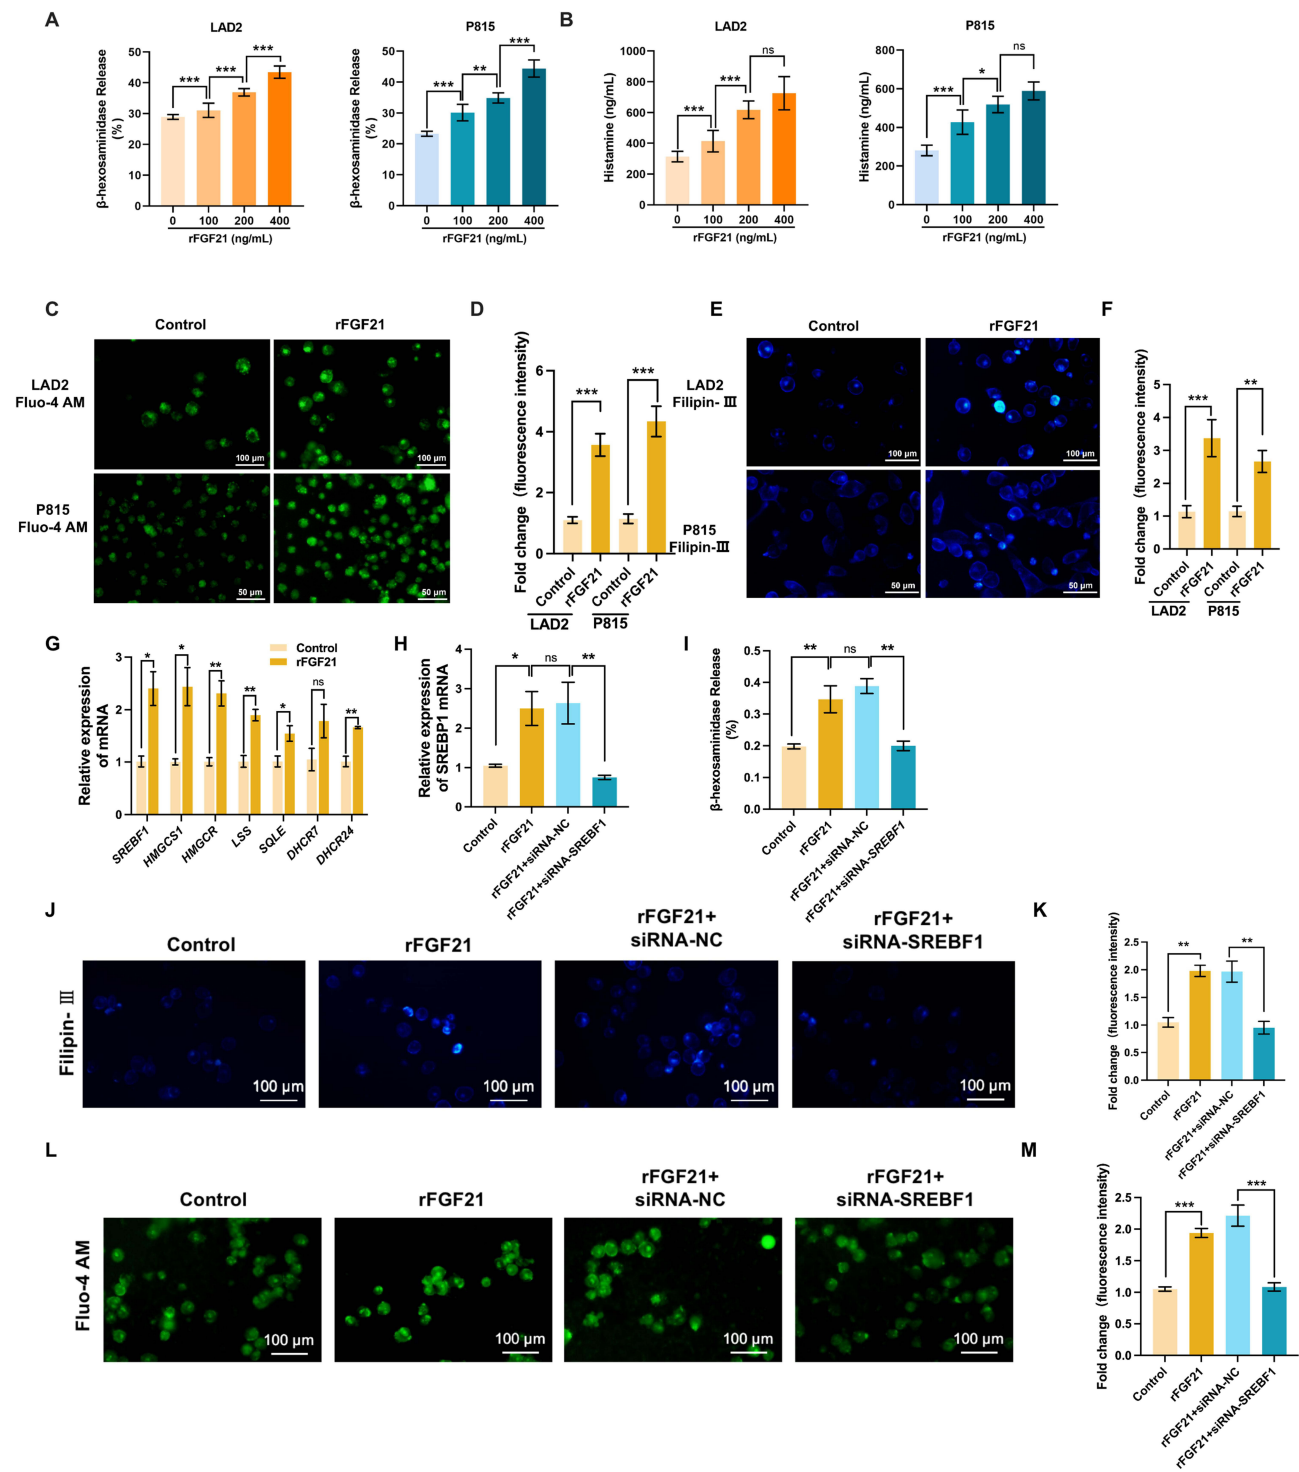 A
LAD2
β-hexosaminidase Release
(%)
50
40
30
20
10
0
***
***
***
0 100 200 400
rFGF21 (ng/mL)
P815
β-hexosaminidase Release
(%)
50
40
30
20
10
0
***
**
***
0 100 200 400
rFGF21 (ng/mL)
B
LAD2
Histamine (ng/mL)
1000
800
600
400
200
0
***
***
ns
0 100 200 400
rFGF21 (ng/mL)
P815
Histamine (ng/mL)
800
600
400
200
0
***
*
ns
0 100 200 400
rFGF21 (ng/mL)
C
Control rFGF21
LAD2
Fluo-4 AM
100 μm
100 μm
P815
Fluo-4 AM
50 μm
50 μm
D
Fold change (fluorescence intensity)
6
4
2
0
***
***
Control
rFGF21
Control
rFGF21
LAD2 P815
E
Control rFGF21
LAD2
Filipin- III
100 μm
100 μm
P815
Filipin-III
50 μm
50 μm
F
Fold change (fluorescence intensity)
5
4
3
2
1
0
***
**
Control
rFGF21
Control
rFGF21
LAD2 P815
G
Control
rFGF21
Relative expression
of mRNA
3
2
1
0
*
*
**
**
*
ns
**
SREBF1
HMGCS1
HMGCR
LSS
SQLE
DHCR7
DHCR24
H
Relative expression
of SREBP1 mRNA
4
3
2
1
0
*
ns
**
Control
rFGF21
rFGF21+siRNA-NC
rFGF21+siRNA-SREBF1
I
β-hexosaminidase Release
(%)
0.5
0.4
0.3
0.2
0.1
0.0
**
ns
**
Control
rFGF21
rFGF21+siRNA-NC
rFGF21+siRNA-SREBF1
J
Control
rFGF21
rFGF21+
siRNA-NC
rFGF21+
siRNA-SREBF1
Filipin- III
100 μm
100 μm
100 μm
100 μm
K
Fold change (fluorescence intensity)
2.5
2.0
1.5
1.0
0.5
0.0
**
**
Control
rFGF21
rFGF21+siRNA-NC
rFGF21+siRNA-SREBF1
L
Control
rFGF21
rFGF21+
siRNA-NC
rFGF21+
siRNA-SREBF1
Fluo-4 AM
100 μm
100 μm
100 μm
100 μm
M
Fold change (fluorescence intensity)
2.5
2.0
1.5
1.0
0.5
0.0
***
***
Control
rFGF21
rFGF21+siRNA-NC
rFGF21+siRNA-SREBF1